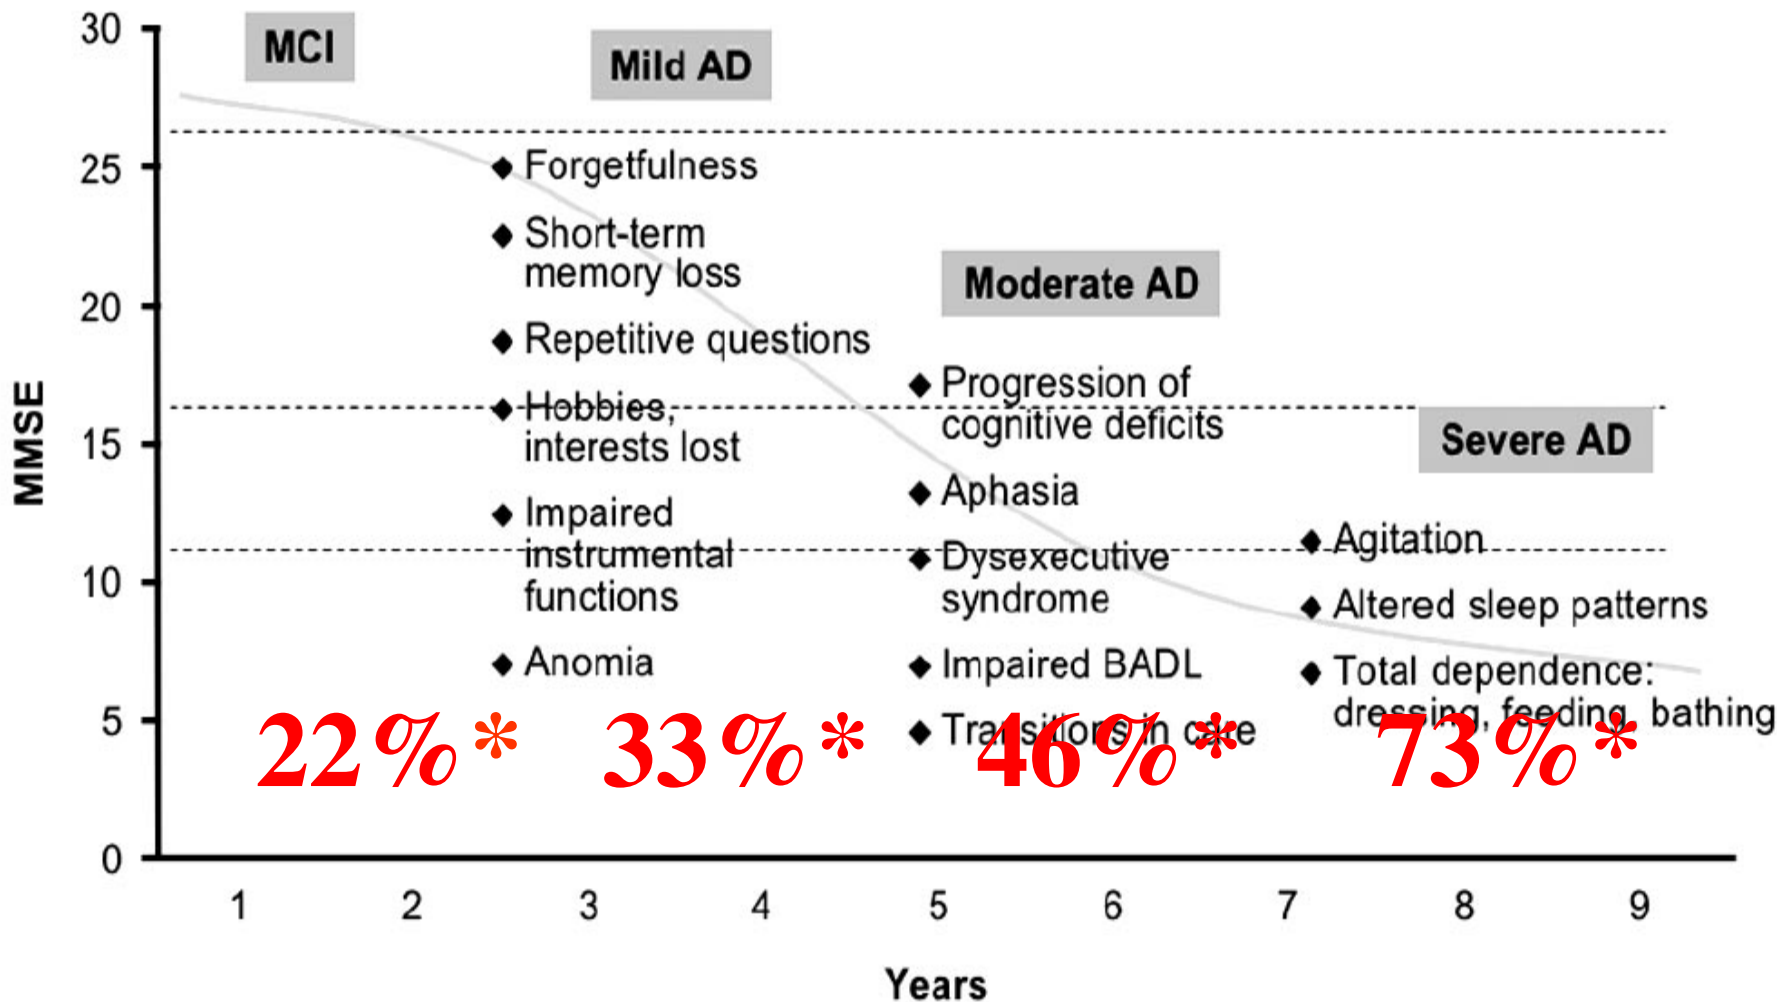 30
MCI
Mild AD
25
Forgetfulness
Short-term
memory loss
20
Moderate AD
Repetitive questions
Progression of
cognitive deficits
MMSE
Hobbies,
interests lost
15
Severe AD
Aphasia
Impaired
instrumental
functions
Agitation
Dysexecutive
syndrome
10
Altered sleep patterns
Anomia
Impaired BADL
Total dependence:
dressing, feeding, bathing
5
Transitions in care
22%* 33%* 46%* 73%*
0
1 2 3 4 5 6 7 8 9
Years